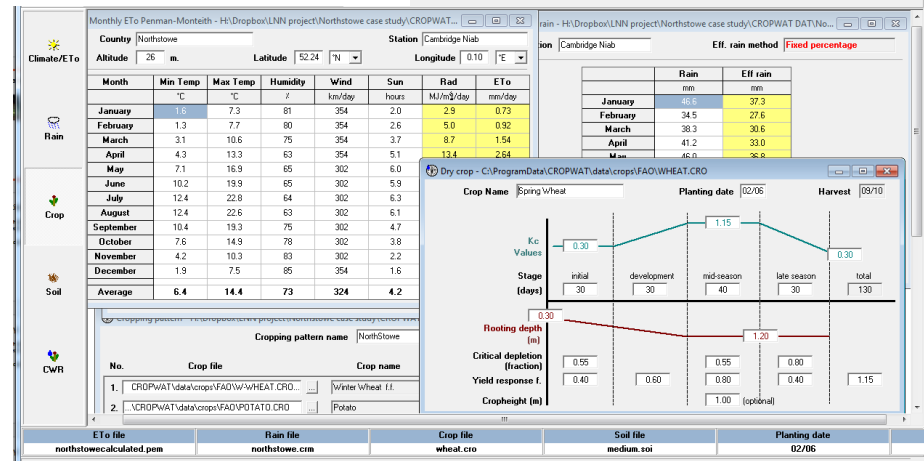 Monthly ETo Penman-Monteith - H:\Dropbox\LNN project\Northstowe case study\CROPWAT...
Country Northstowe Station Cambridge Niab
Altitude 26 m. Latitude 52.24 °N Longitude 0.10 °E
Month Min Temp Max Temp Humidity Wind Sun Rad ETo
°C °C % km/day hours MJ/m²/day mm/day
January 1.6 7.3 81 354 2.0 2.9 0.73
February 1.3 7.7 80 354 2.6 5.0 0.92
March 3.1 10.6 75 354 3.7 8.7 1.54
April 4.3 13.3 63 354 5.1 13.4 2.64
May 7.1 16.9 65 302 6.0
June 10.2 19.9 65 302 5.9
July 12.4 22.8 64 302 6.3
August 12.4 22.6 63 302 6.1
September 10.4 19.3 75 302 4.7
October 7.6 14.9 78 302 3.8
November 4.2 10.3 83 302 2.2
December 1.9 7.5 85 354 1.6
Average 6.4 14.4 73 324 4.2
Climate/ETo
Rain
Crop
Soil
CWR
rain - H:\Dropbox\LNN project\Northstowe case study\CROPWAT DAT\No...
ion Cambridge Niab Eff. rain method Fixed percentage
Rain Eff rain
mm mm
January 46.6 37.3
February 34.5 27.6
March 38.3 30.6
April 41.2 33.0
May 46.0 36.8
Dry crop - C:\ProgramData\CROPWAT\data\crops\FAO\WHEAT.CRO
Crop Name Spring Wheat Planting date 02/06 Harvest 09/10
1.15
Kc
Values
0.30
0.30
Stage initial development mid-season late season total
(days) 30 30 40 30 130
0.30
Rooting depth
(m)
1.20
Critical depletion
(fraction)
0.55 0.55 0.80
Yield response f. 0.40 0.60 0.80 0.40 1.15
Cropheight (m) 1.00 (optional)
Cropping pattern - H:\Dropbox\LNN project\Northstowe case study\CROPWAT
Cropping pattern name NorthStowe
No. Crop file Crop name
1. CROPWAT\data\crops\FAO\W-WHEAT.CRO ... Winter Wheat f.f.
2. ...\CROPWAT\data\crops\FAO\POTATO.CRO ... Potato
ETo file Rain file Crop file Soil file Planting date
northstowecalculated.pem northstowe.crm wheat.cro medium.soi 02/06